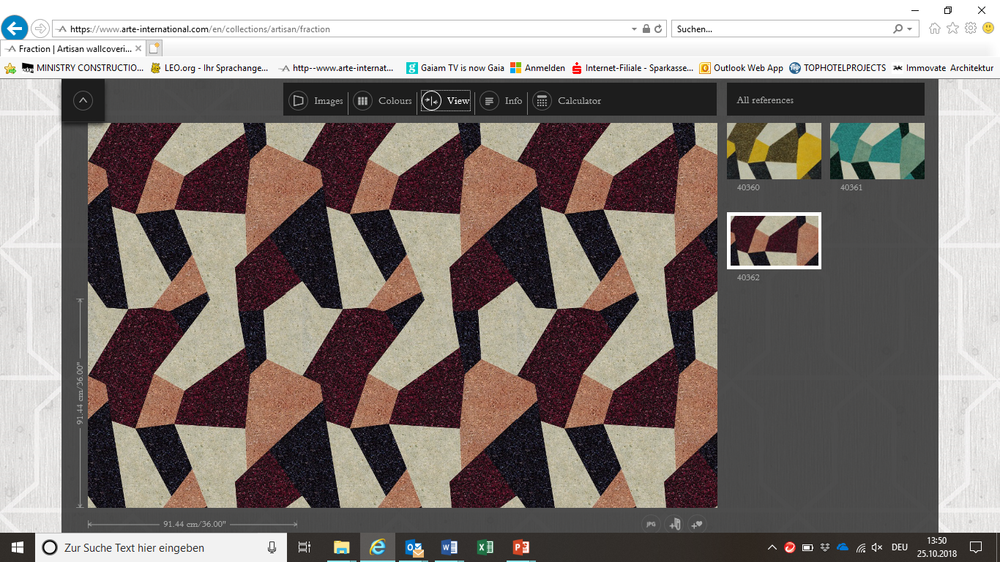 https://www.arte-international.com/en/collections/artisan/fraction
Suchen...
Fraction | Artisan wallcoveri...
MINISTRY CONSTRUCTIO...
LEO.org - Ihr Sprachange...
http--www.arte-internat...
Gaiam TV is now Gaia
Anmelden
Internet-Filiale - Sparkasse...
Outlook Web App
TOPHOTELPROJECTS
Immovate Architektur
Images
Colours
View
Info
Calculator
All references
40360
40361
40362
91.44 cm/36.00"
91.44 cm/36.00"
JPG
Zur Suche Text hier eingeben
DEU
13:50
25.10.2018